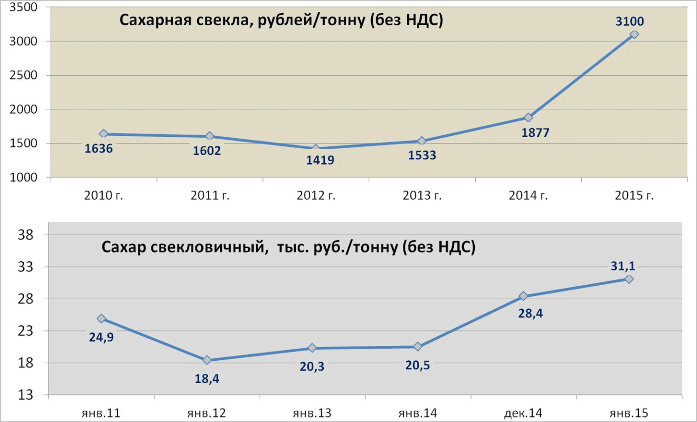 Сахарная свекла, рублей/тонну (без НДС)
3500
3000
2500
2000
1500
1000
1636
1602
1419
1533
1877
3100
2010 г.
2011 г.
2012 г.
2013 г.
2014 г.
2015 г.
Сахар свекловичный,  тыс. руб./тонну (без НДС)
38
33
28
23
18
13
24,9
18,4
20,3
20,5
28,4
31,1
янв.11
янв.12
янв.13
янв.14
дек.14
янв.15